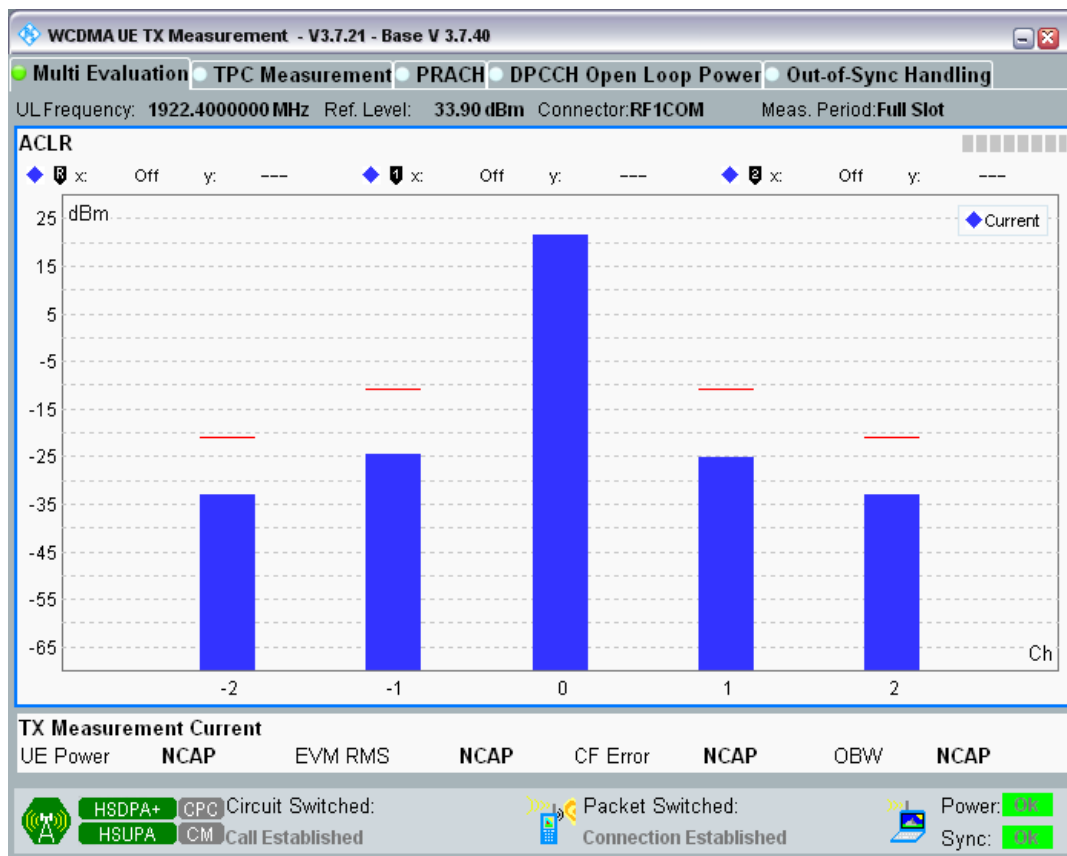 WCDMA UE TX Measurement - V3.7.21 - Base V 3.7.40
Multi Evaluation TPC Measurement PRACH DPCCH Open Loop Power Out-of-Sync Handling
UL Frequency: 1922.4000000 MHz Ref. Level: 33.90 dBm Connector:RF1COM Meas. Period:Full Slot
ACLR
R x: Off y: --- 1 x: Off y: --- 2 x: Off y: ---
dBm
Current
25
15
5
-5
-15
-25
-35
-45
-55
-65
Ch
-2 -1 0 1 2
TX Measurement Current
UE Power NCAP EVM RMS NCAP CF Error NCAP OBW NCAP
HSDPA+ CPC Circuit Switched: Packet Switched: Power: Ok
HSUPA CM Call Established Connection Established Sync: Ok